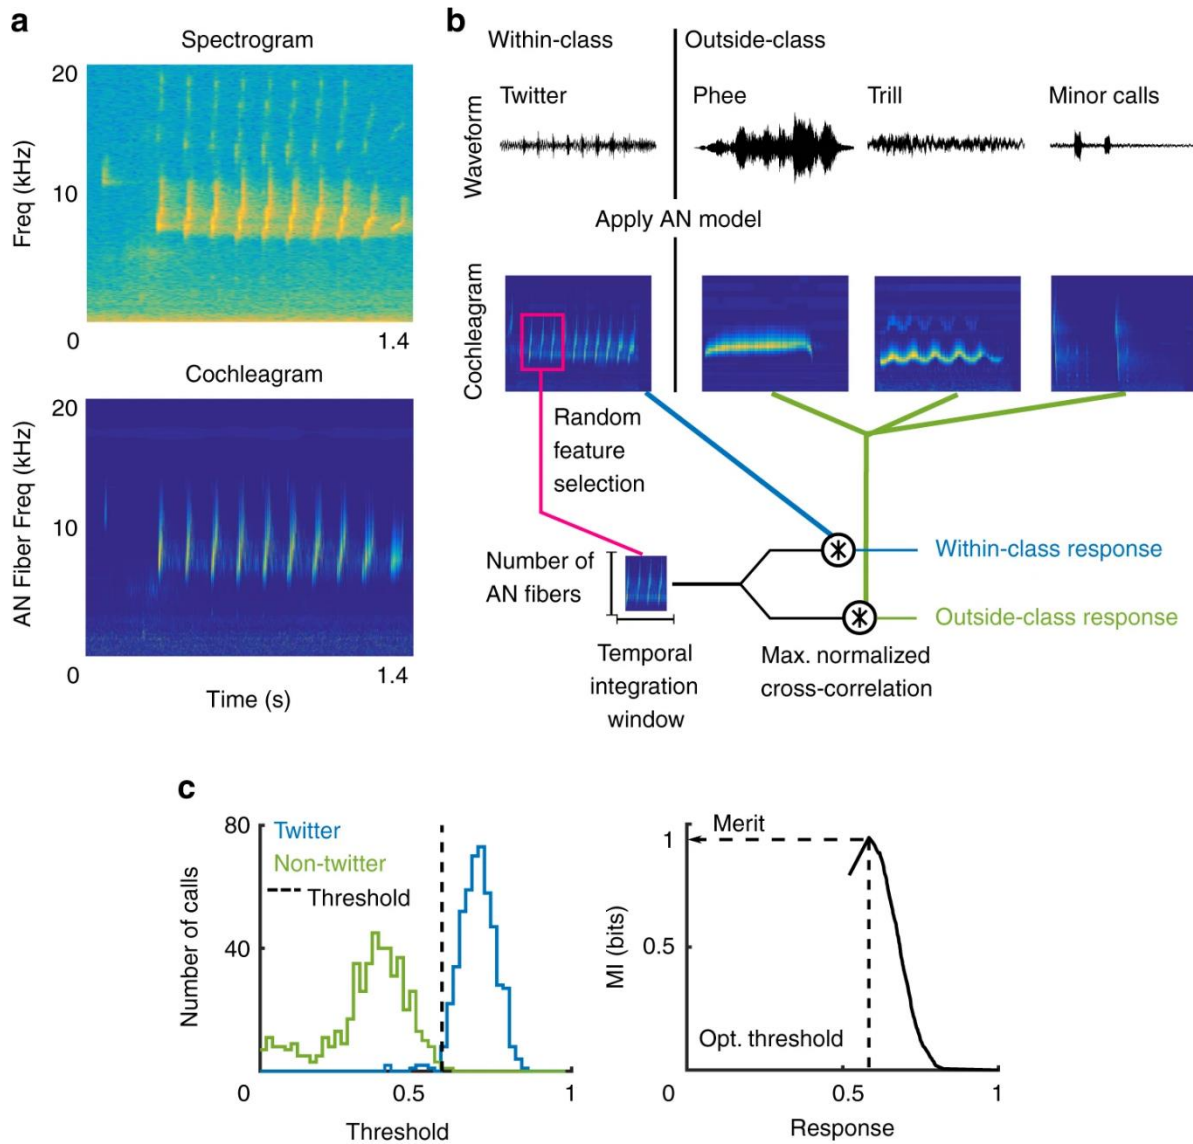 a
Spectrogram
20
10
0
Freq (kHz)
1.4
Cochleagram
20
10
0
AN Fiber Freq (kHz)
1.4
Time (s)
b
Within-class
Outside-class
Waveform
Twitter
Phee
Trill
Minor calls
Apply AN model
Cochleagram
Random
feature
selection
Number of
AN fibers
Temporal
integration
window
Max. normalized
cross-correlation
Within-class response
Outside-class response
c
80
40
0
Number of calls
Twitter
Non-twitter
Threshold
0.5
1
Threshold
1
0.5
0
MI (bits)
Merit
Opt. threshold
0.5
1
Response